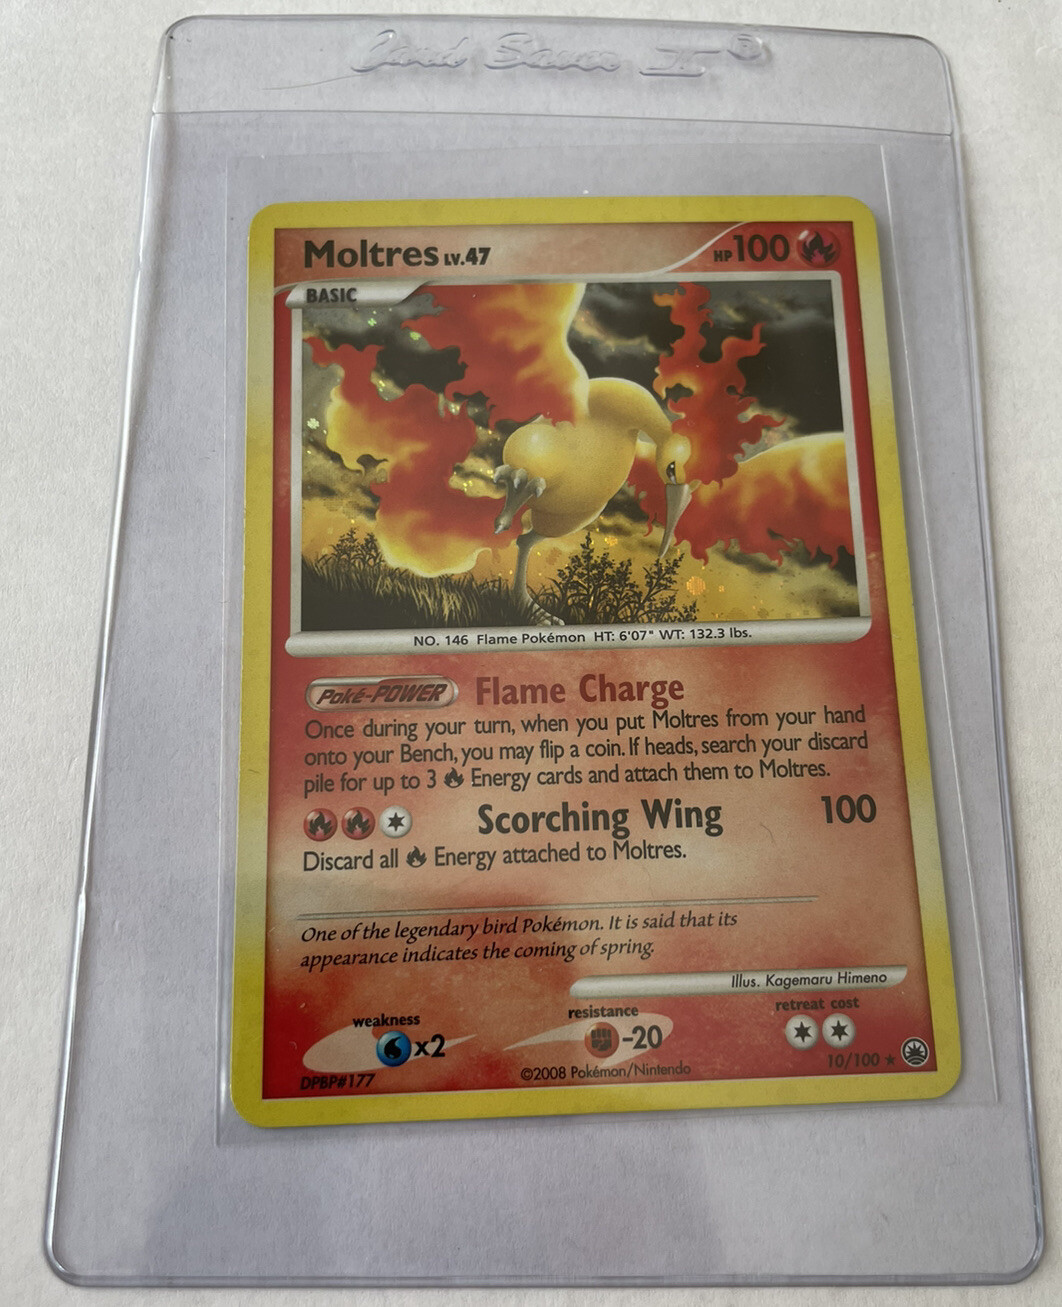 Card Saver II ®
Moltres LV.47 HP 100
BASIC
NO. 146 Flame Pokémon HT: 6'07" WT: 132.3 lbs.
Poké-POWER Flame Charge
Once during your turn, when you put Moltres from your hand
onto your Bench, you may flip a coin. If heads, search your discard
pile for up to 3 Energy cards and attach them to Moltres.
Scorching Wing 100
Discard all Energy attached to Moltres.
One of the legendary bird Pokémon. It is said that its
appearance indicates the coming of spring.
Illus. Kagemaru Himeno
weakness resistance retreat cost
x2 -20
10/100 ★
DPBP#177 ©2008 Pokémon/Nintendo